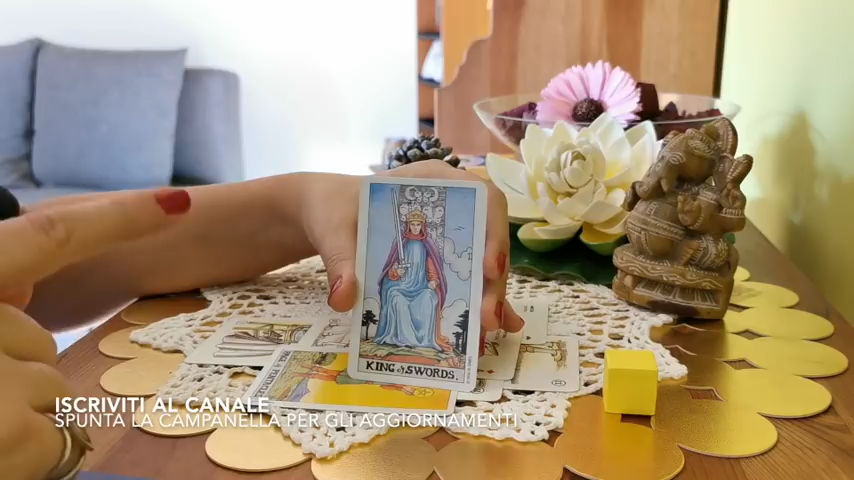 KING of SWORDS.
ISCRIVITI AL CANALE
SPUNTA LA CAMPANELLA PER GLI AGGIORNAMENTI